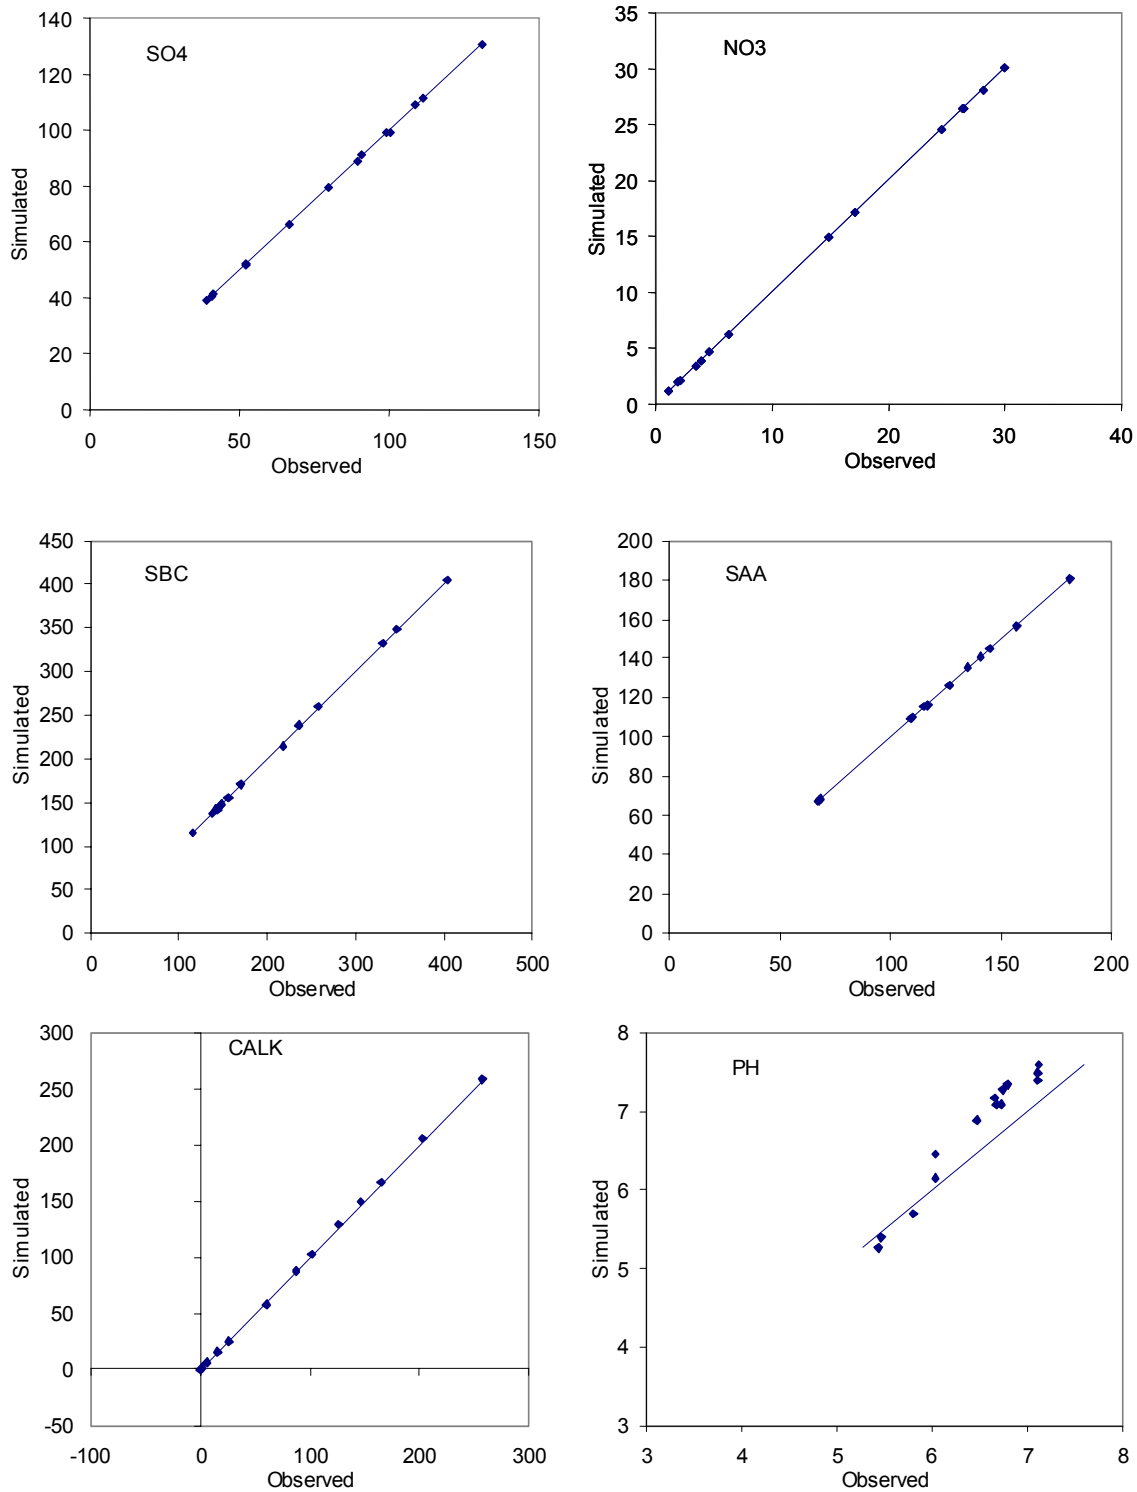 SO4
140
120
100
80
60
40
20
0
0 50 100 150
Simulated
Observed
NO3
35
30
25
20
15
10
5
0
0 10 20 30 40
Simulated
Observed
SBC
450
400
350
300
250
200
150
100
50
0
0 100 200 300 400 500
Simulated
Observed
SAA
200
180
160
140
120
100
80
60
40
20
0
0 50 100 150 200
Simulated
Observed
CALK
300
250
200
150
100
50
0
-50
-100 0 100 200 300
Simulated
Observed
PH
8
7
6
5
4
3
3 4 5 6 7 8
Simulated
Observed